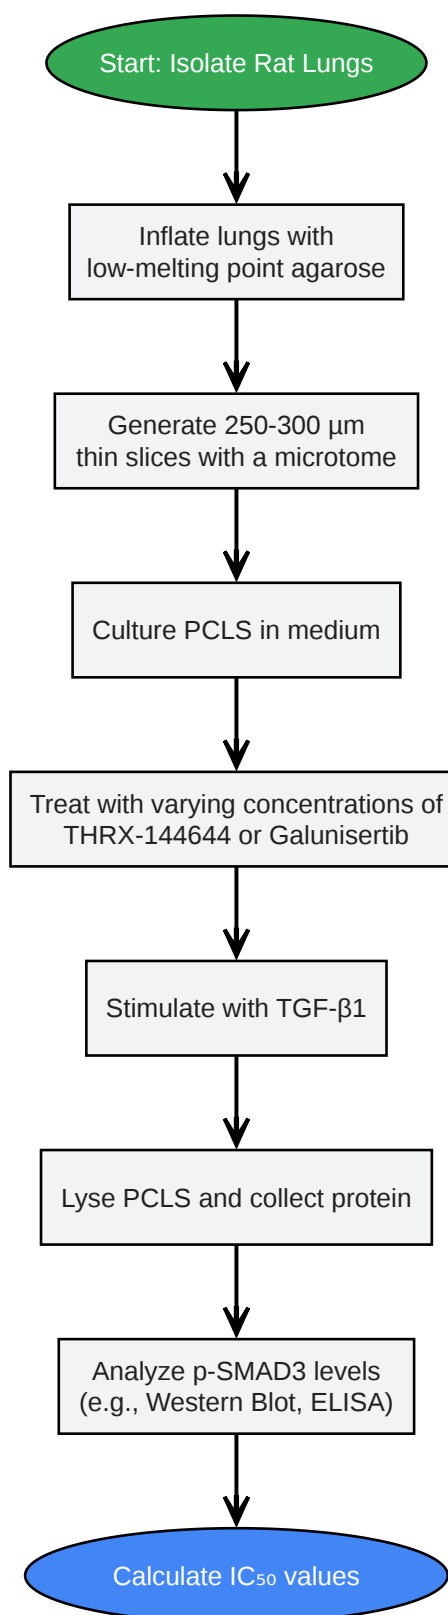 Start: Isolate Rat Lungs
Inflate lungs with
low-melting point agarose
Generate 250-300 µm
thin slices with a microtome
Culture PCLS in medium
Treat with varying concentrations of
THRX-144644 or Galunisertib
Stimulate with TGF-β1
Lyse PCLS and collect protein
Analyze p-SMAD3 levels
(e.g., Western Blot, ELISA)
Calculate IC₅₀ values